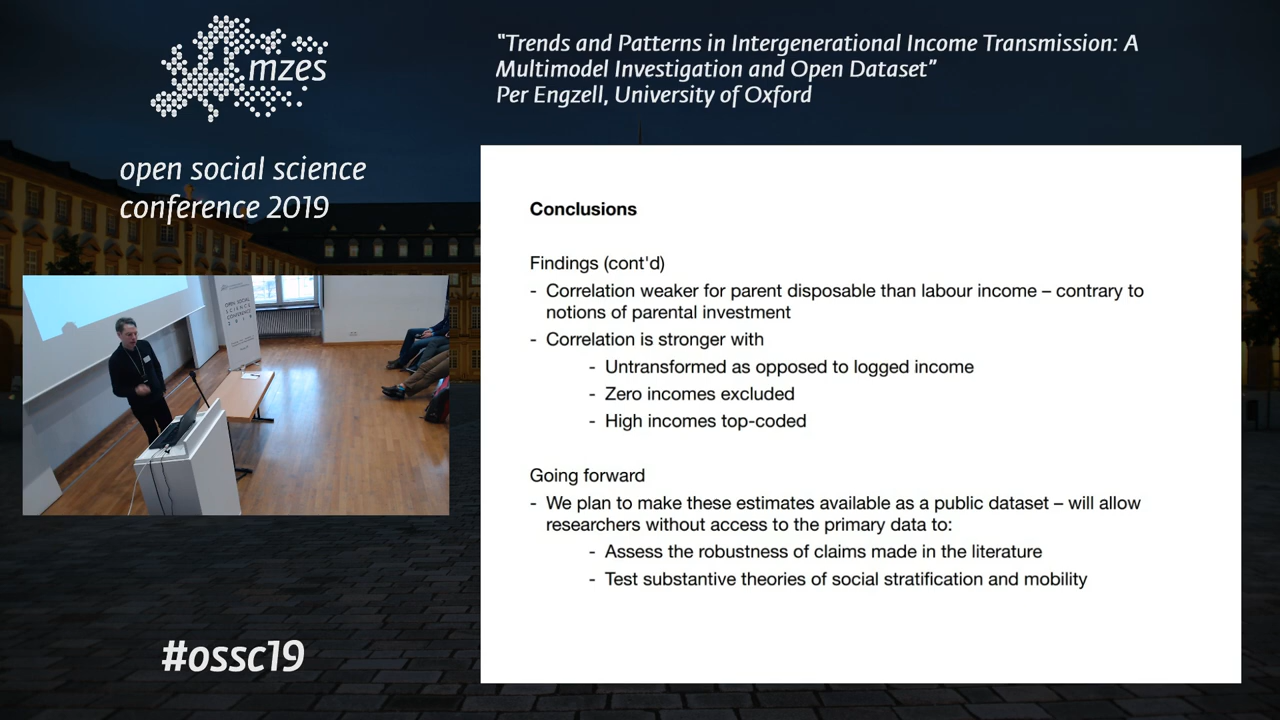 mzes
open social science
conference 2019
"Trends and Patterns in Intergenerational Income Transmission: A
Multimodel Investigation and Open Dataset"
Per Engzell, University of Oxford
OPEN SOCIAL
SCIENCE
CONFERENCE
2019
Conclusions
Findings (cont'd)
- Correlation weaker for parent disposable than labour income – contrary to
notions of parental investment
- Correlation is stronger with
- Untransformed as opposed to logged income
- Zero incomes excluded
- High incomes top-coded
Going forward
- We plan to make these estimates available as a public dataset – will allow
researchers without access to the primary data to:
- Assess the robustness of claims made in the literature
- Test substantive theories of social stratification and mobility
#ossc19